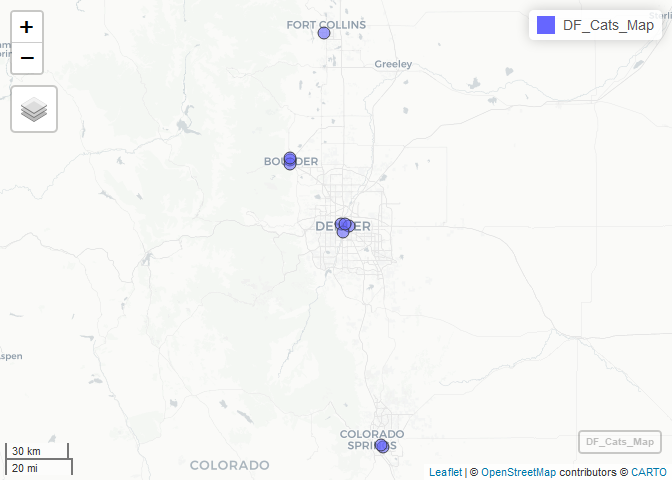 +
FORT COLLINS
DF_Cats_Map
−
Greeley
BOULDER
DENVER
spen
COLORADO
SPRINGS
DF_Cats_Map
30 km
20 mi
COLORADO
Leaflet | © OpenStreetMap contributors © CARTO